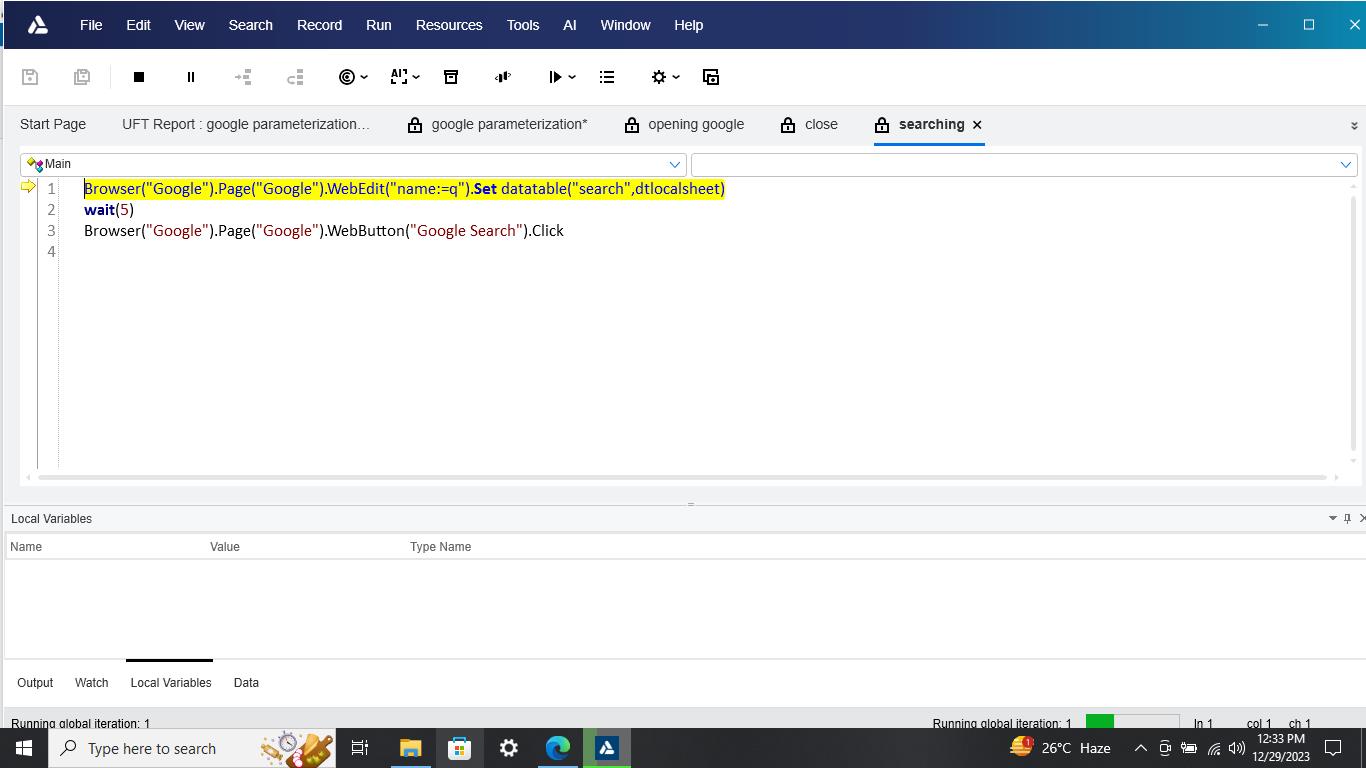 File Edit View Search Record Run Resources Tools AI Window Help
AI
Start Page UFT Report : google parameterization... google parameterization* opening google close searching
Main
1 Browser("Google").Page("Google").WebEdit("name:=q").Set datatable("search",dtlocalsheet)
2 wait(5)
3 Browser("Google").Page("Google").WebButton("Google Search").Click
4
Local Variables
Name Value Type Name
Output Watch Local Variables Data
Running global iteration: 1 Running global iteration: 1 ln 1 col 1 ch 1
Type here to search 1 26°C Haze 12:33 PM
12/29/2023